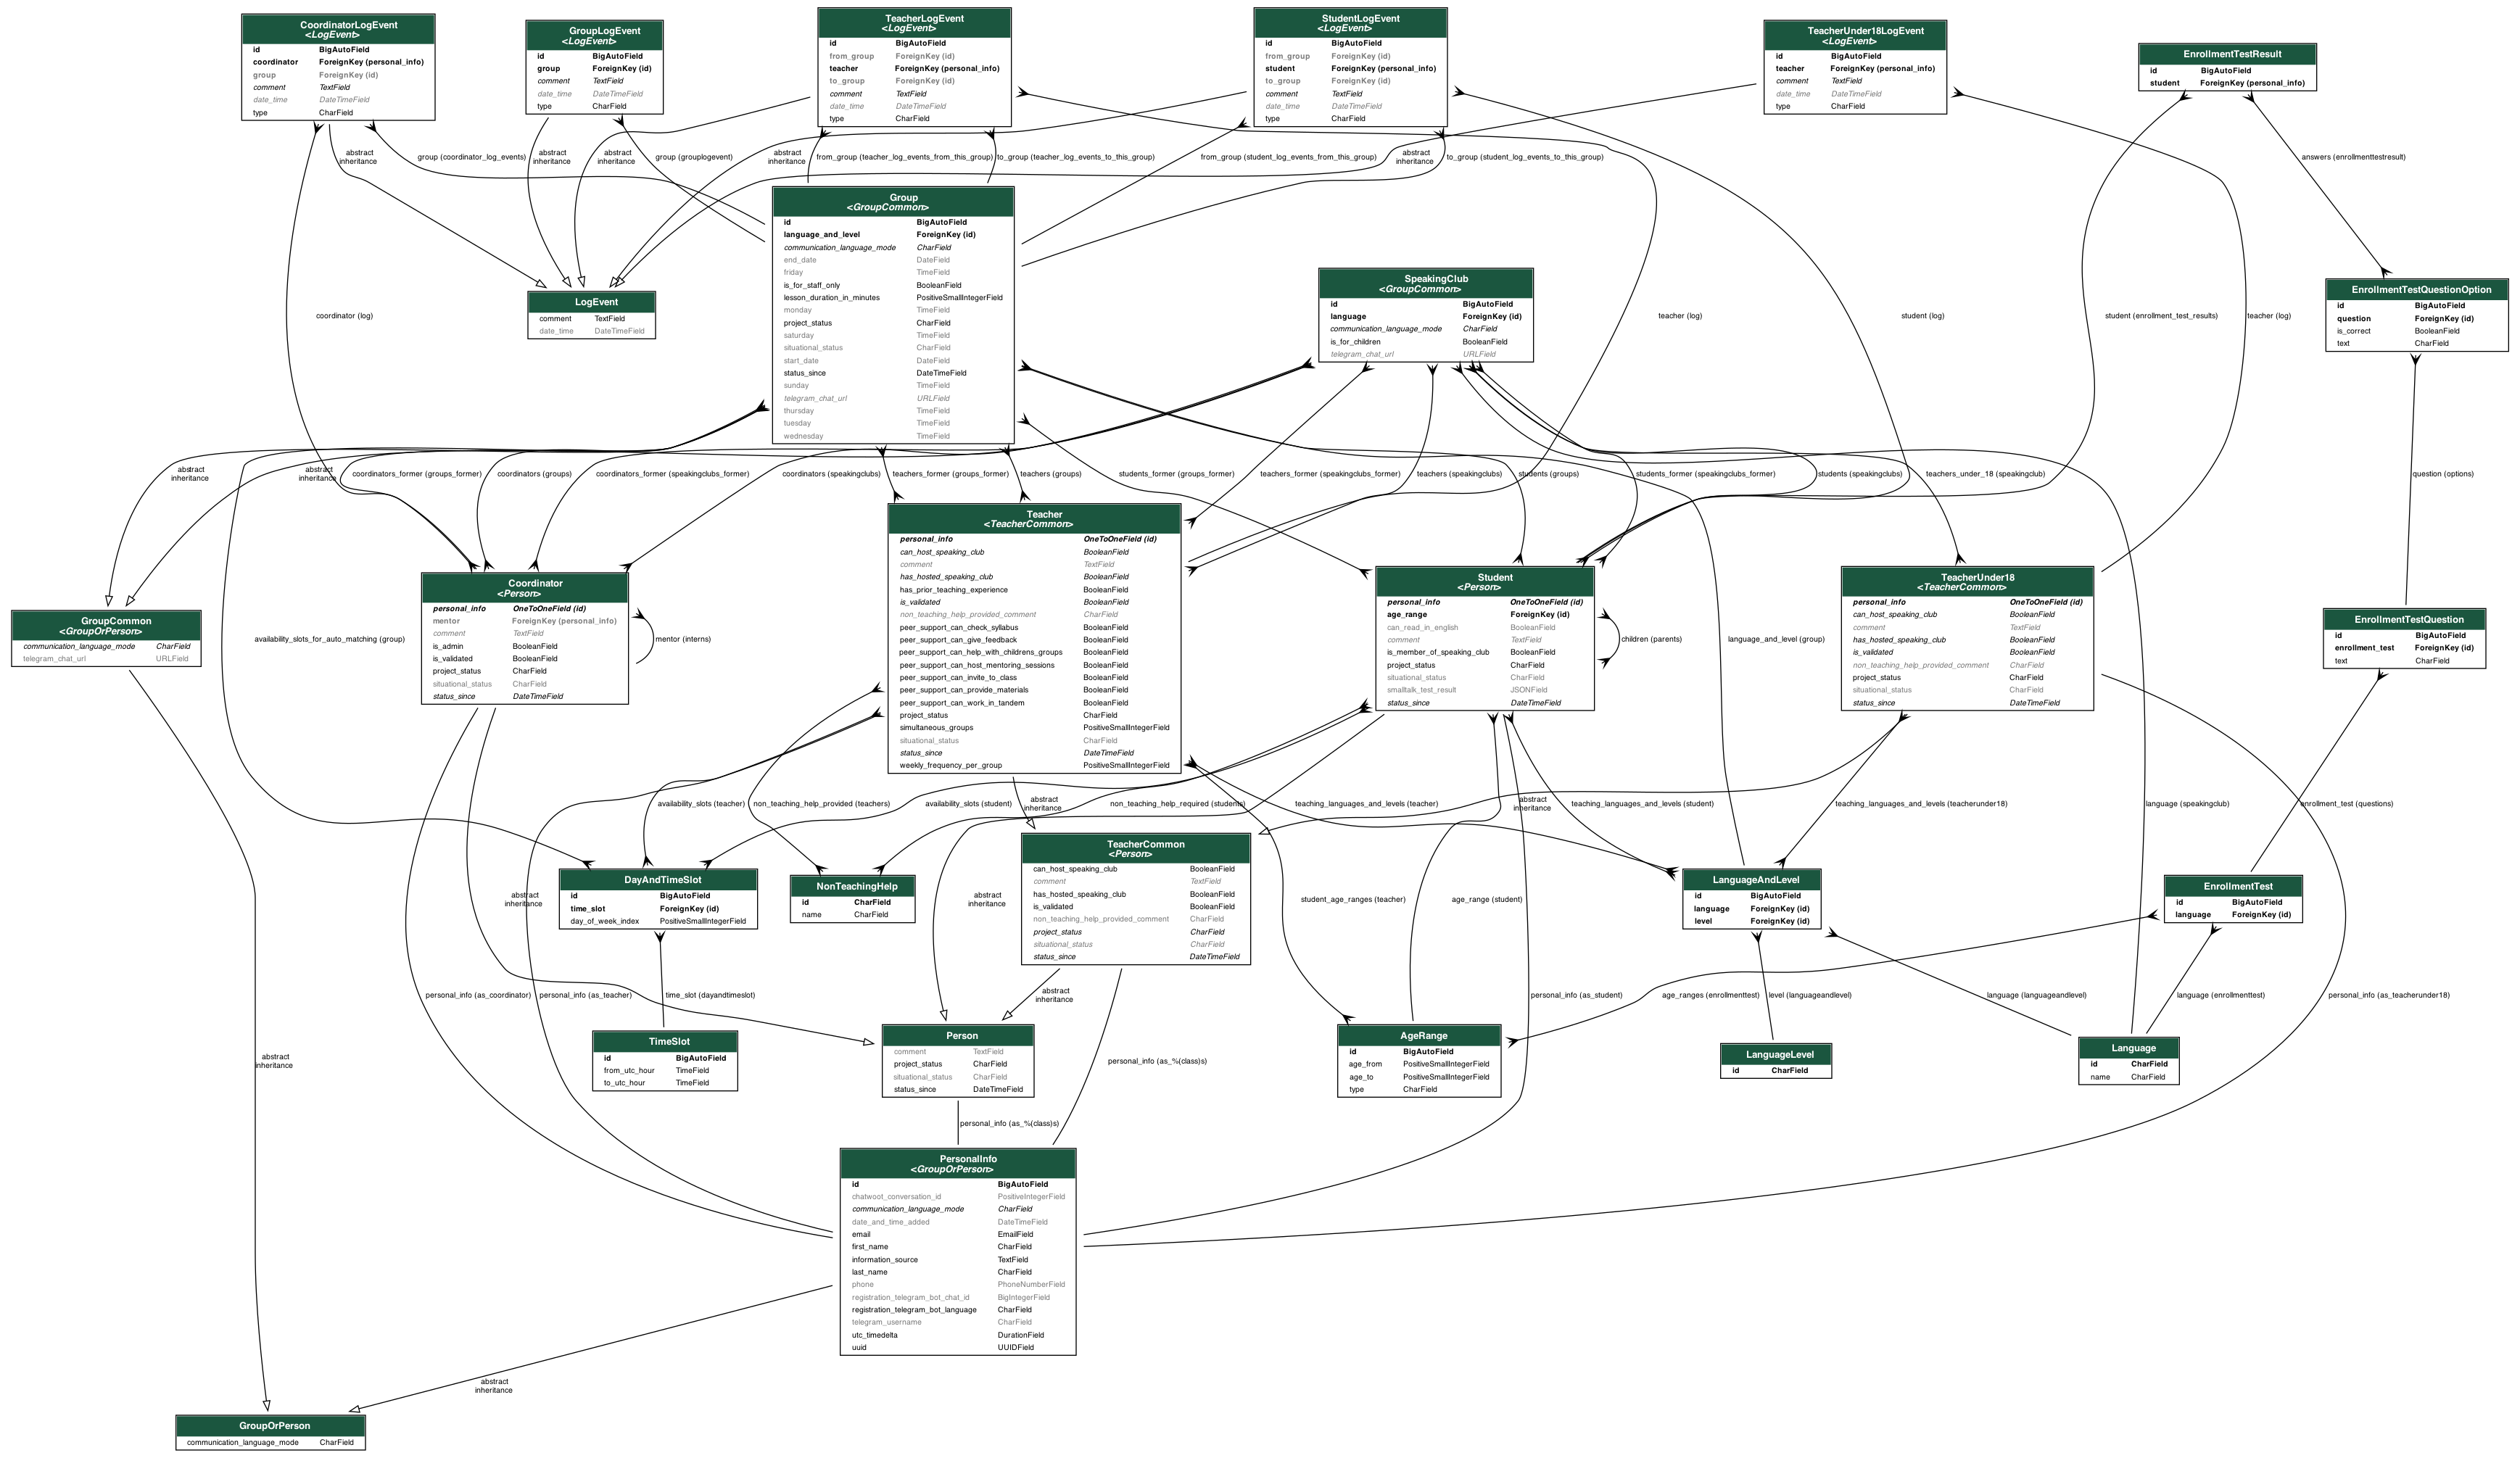 CoordinatorLogEvent
<LogEvent>
id BigAutoField
coordinator ForeignKey (personal_info)
group ForeignKey (id)
comment TextField
date_time DateTimeField
type CharField
GroupLogEvent
<LogEvent>
id BigAutoField
group ForeignKey (id)
comment TextField
date_time DateTimeField
type CharField
TeacherLogEvent
<LogEvent>
id BigAutoField
from_group ForeignKey (id)
teacher ForeignKey (personal_info)
to_group ForeignKey (id)
comment TextField
date_time DateTimeField
type CharField
StudentLogEvent
<LogEvent>
id BigAutoField
from_group ForeignKey (id)
student ForeignKey (personal_info)
to_group ForeignKey (id)
comment TextField
date_time DateTimeField
type CharField
TeacherUnder18LogEvent
<LogEvent>
id BigAutoField
teacher ForeignKey (personal_info)
comment TextField
date_time DateTimeField
type CharField
EnrollmentTestResult
id BigAutoField
student ForeignKey (personal_info)
abstract
inheritance
group (coordinator_log_events)
abstract
inheritance
abstract
inheritance
group (grouplogevent)
abstract
inheritance
from_group (teacher_log_events_from_this_group)
to_group (teacher_log_events_to_this_group)
from_group (student_log_events_from_this_group)
abstract
inheritance
to_group (student_log_events_to_this_group)
answers (enrollmenttestresult)
Group
<GroupCommon>
id BigAutoField
language_and_level ForeignKey (id)
communication_language_mode CharField
end_date DateField
friday TimeField
is_for_staff_only BooleanField
lesson_duration_in_minutes PositiveSmallIntegerField
monday TimeField
project_status CharField
saturday TimeField
situational_status CharField
start_date DateField
status_since DateTimeField
sunday TimeField
telegram_chat_url URLField
thursday TimeField
tuesday TimeField
wednesday TimeField
LogEvent
comment TextField
date_time DateTimeField
SpeakingClub
<GroupCommon>
id BigAutoField
language ForeignKey (id)
communication_language_mode CharField
is_for_children BooleanField
telegram_chat_url URLField
EnrollmentTestQuestionOption
id BigAutoField
question ForeignKey (id)
is_correct BooleanField
text CharField
coordinator (log)
teacher (log)
student (log)
student (enrollment_test_results)
teacher (log)
abstract
inheritance
abstract
inheritance
coordinators_former (groups_former)
coordinators (groups)
coordinators_former (speakingclubs_former)
coordinators (speakingclubs)
teachers_former (groups_former)
teachers (groups)
students_former (groups_former)
teachers_former (speakingclubs_former)
teachers (speakingclubs)
students (groups)
students_former (speakingclubs_former)
students (speakingclubs)
teachers_under_18 (speakingclub)
question (options)
Teacher
<TeacherCommon>
personal_info OneToOneField (id)
can_host_speaking_club BooleanField
comment TextField
has_hosted_speaking_club BooleanField
has_prior_teaching_experience BooleanField
is_validated BooleanField
non_teaching_help_provided_comment CharField
peer_support_can_check_syllabus BooleanField
peer_support_can_give_feedback BooleanField
peer_support_can_help_with_childrens_groups BooleanField
peer_support_can_host_mentoring_sessions BooleanField
peer_support_can_invite_to_class BooleanField
peer_support_can_provide_materials BooleanField
peer_support_can_work_in_tandem BooleanField
project_status CharField
simultaneous_groups PositiveSmallIntegerField
situational_status CharField
status_since DateTimeField
weekly_frequency_per_group PositiveSmallIntegerField
Coordinator
<Person>
personal_info OneToOneField (id)
mentor ForeignKey (personal_info)
comment TextField
is_admin BooleanField
is_validated BooleanField
project_status CharField
situational_status CharField
status_since DateTimeField
Student
<Person>
personal_info OneToOneField (id)
age_range ForeignKey (id)
can_read_in_english BooleanField
comment TextField
is_member_of_speaking_club BooleanField
project_status CharField
situational_status CharField
smalltalk_test_result JSONField
status_since DateTimeField
TeacherUnder18
<TeacherCommon>
personal_info OneToOneField (id)
can_host_speaking_club BooleanField
comment TextField
has_hosted_speaking_club BooleanField
is_validated BooleanField
non_teaching_help_provided_comment CharField
project_status CharField
situational_status CharField
status_since DateTimeField
GroupCommon
<GroupOrPerson>
communication_language_mode CharField
telegram_chat_url URLField
EnrollmentTestQuestion
id BigAutoField
enrollment_test ForeignKey (id)
text CharField
availability_slots_for_auto_matching (group)
mentor (interns)
children (parents)
language_and_level (group)
availability_slots (teacher)
non_teaching_help_provided (teachers)
availability_slots (student)
abstract
inheritance
non_teaching_help_required (students)
teaching_languages_and_levels (teacher)
abstract
inheritance
teaching_languages_and_levels (student)
teaching_languages_and_levels (teacherunder18)
language (speakingclub)
enrollment_test (questions)
TeacherCommon
<Person>
can_host_speaking_club BooleanField
comment TextField
has_hosted_speaking_club BooleanField
is_validated BooleanField
non_teaching_help_provided_comment CharField
project_status CharField
situational_status CharField
status_since DateTimeField
DayAndTimeSlot
id BigAutoField
time_slot ForeignKey (id)
day_of_week_index PositiveSmallIntegerField
NonTeachingHelp
id CharField
name CharField
LanguageAndLevel
id BigAutoField
language ForeignKey (id)
level ForeignKey (id)
EnrollmentTest
id BigAutoField
language ForeignKey (id)
abstract
inheritance
abstract
inheritance
student_age_ranges (teacher)
age_range (student)
personal_info (as_coordinator)
personal_info (as_teacher)
time_slot (dayandtimeslot)
abstract
inheritance
personal_info (as_student)
age_ranges (enrollmenttest)
level (languageandlevel)
language (languageandlevel)
language (enrollmenttest)
personal_info (as_teacherunder18)
TimeSlot
id BigAutoField
from_utc_hour TimeField
to_utc_hour TimeField
Person
comment TextField
project_status CharField
situational_status CharField
status_since DateTimeField
AgeRange
id BigAutoField
age_from PositiveSmallIntegerField
age_to PositiveSmallIntegerField
type CharField
LanguageLevel
id CharField
Language
id CharField
name CharField
abstract
inheritance
personal_info (as_%(class)s)
personal_info (as_%(class)s)
PersonalInfo
<GroupOrPerson>
id BigAutoField
chatwoot_conversation_id PositiveIntegerField
communication_language_mode CharField
date_and_time_added DateTimeField
email EmailField
first_name CharField
information_source TextField
last_name CharField
phone PhoneNumberField
registration_telegram_bot_chat_id BigIntegerField
registration_telegram_bot_language CharField
telegram_username CharField
utc_timedelta DurationField
uuid UUIDField
abstract
inheritance
GroupOrPerson
communication_language_mode CharField